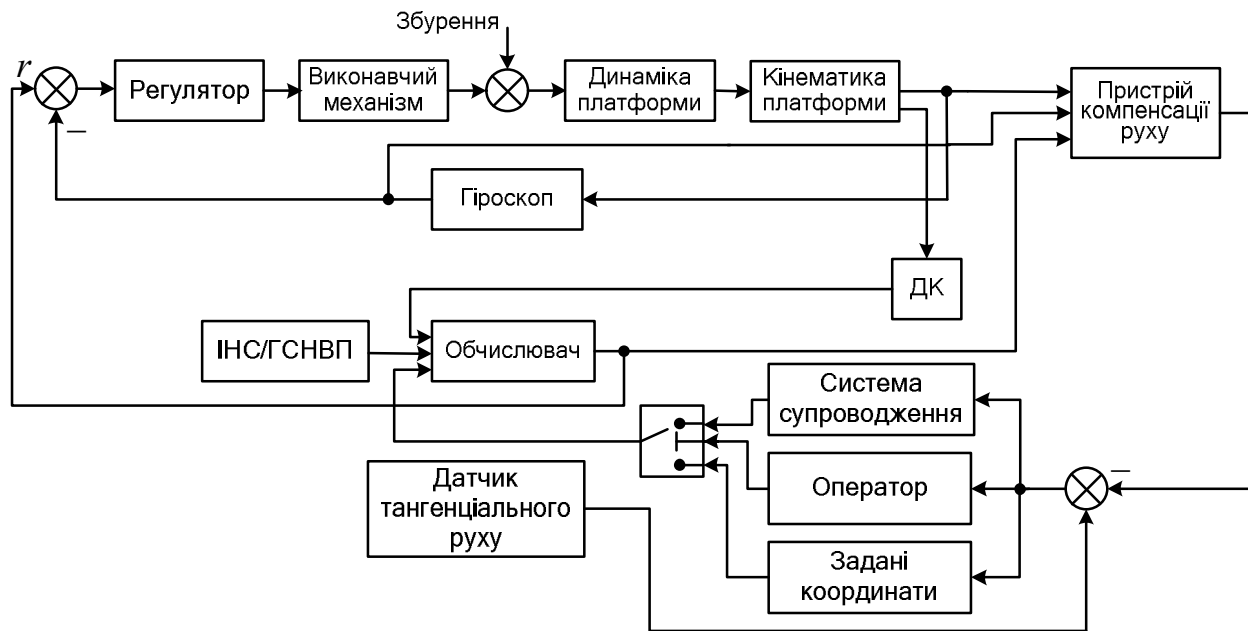 Збурення
r
Регулятор
Виконавчий
механізм
Динаміка
платформи
Кінематика
платформи
Пристрій
компенсації
руху
−
Гіроскоп
ДК
ІНС/ГСНВП
Обчислювач
Система
супроводження
Оператор
−
Датчик
тангенціального
руху
Задані
координати